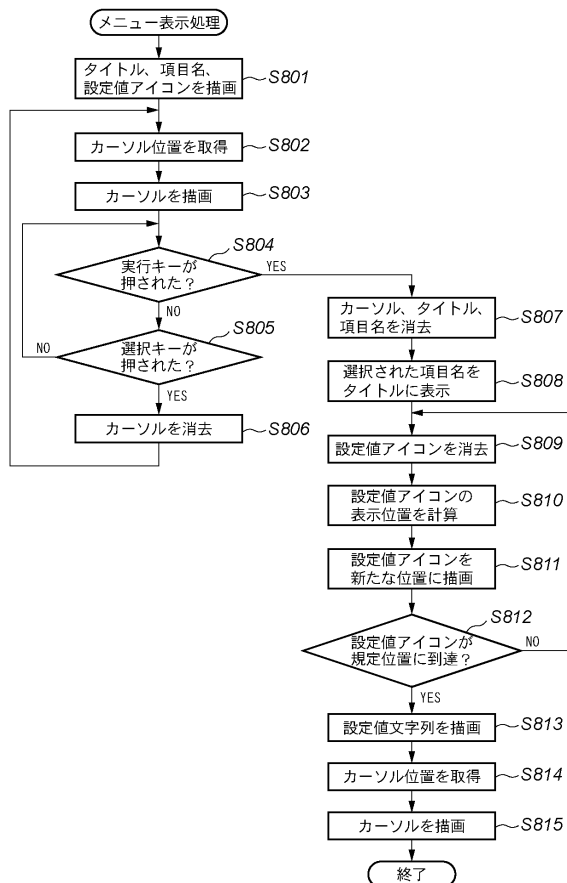 メニュー表示処理
タイトル、項目名、
設定値アイコンを描画
S801
カーソル位置を取得
S802
カーソルを描画
S803
S804
実行キーが
押された?
YES
NO
S805
選択キーが
押された?
NO
YES
カーソルを消去
S806
カーソル、タイトル、
項目名を消去
S807
選択された項目名を
タイトルに表示
S808
設定値アイコンを消去
S809
設定値アイコンの
表示位置を計算
S810
設定値アイコンを
新たな位置に描画
S811
S812
設定値アイコンが
規定位置に到達?
NO
YES
設定値文字列を描画
S813
カーソル位置を取得
S814
カーソルを描画
S815
終了